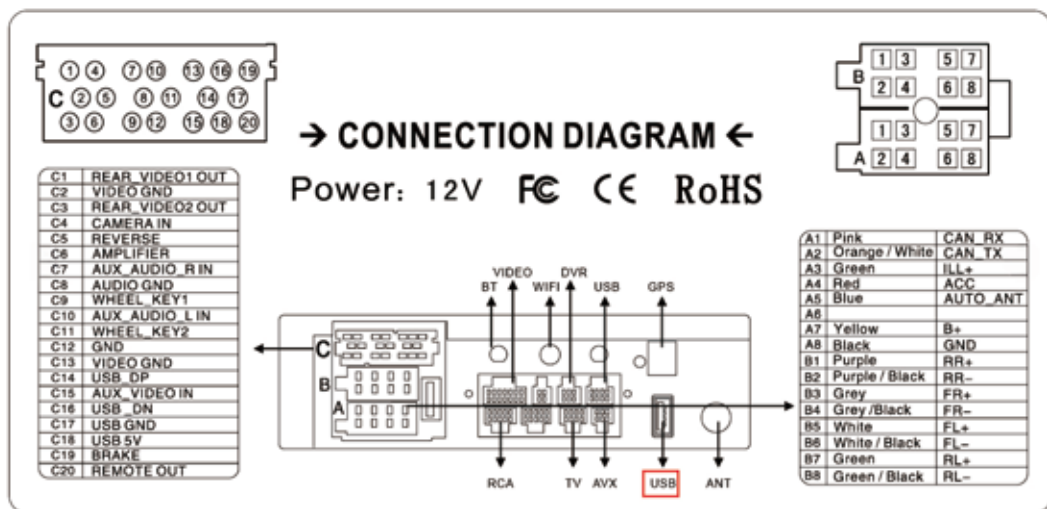 1 4 7 10 13 16 19
C 2 5 8 11 14 17
3 6 9 12 15 18 20
B
1 3 5 7
2 4 6 8
A
1 3 5 7
2 4 6 8
→ CONNECTION DIAGRAM ←
Power: 12V FC CE RoHS
C1 REAR_VIDEO1 OUT
C2 VIDEO GND
C3 REAR_VIDEO2 OUT
C4 CAMERA IN
C5 REVERSE
C6 AMPLIFIER
C7 AUX_AUDIO_R IN
C8 AUDIO GND
C9 WHEEL_KEY1
C10 AUX_AUDIO_L IN
C11 WHEEL_KEY2
C12 GND
C13 VIDEO GND
C14 USB_DP
C15 AUX_VIDEO IN
C16 USB _DN
C17 USB GND
C18 USB 5V
C19 BRAKE
C20 REMOTE OUT
VIDEO DVR
BT WIFI USB GPS
C
B
A
RCA TV AVX USB ANT
A1 Pink CAN_RX
A2 Orange / White CAN_TX
A3 Green ILL+
A4 Red ACC
A5 Blue AUTO_ANT
A6
A7 Yellow B+
A8 Black GND
B1 Purple RR+
B2 Purple / Black RR-
B3 Grey FR+
B4 Grey /Black FR-
B5 White FL+
B6 White / Black FL-
B7 Green RL+
B8 Green / Black RL-